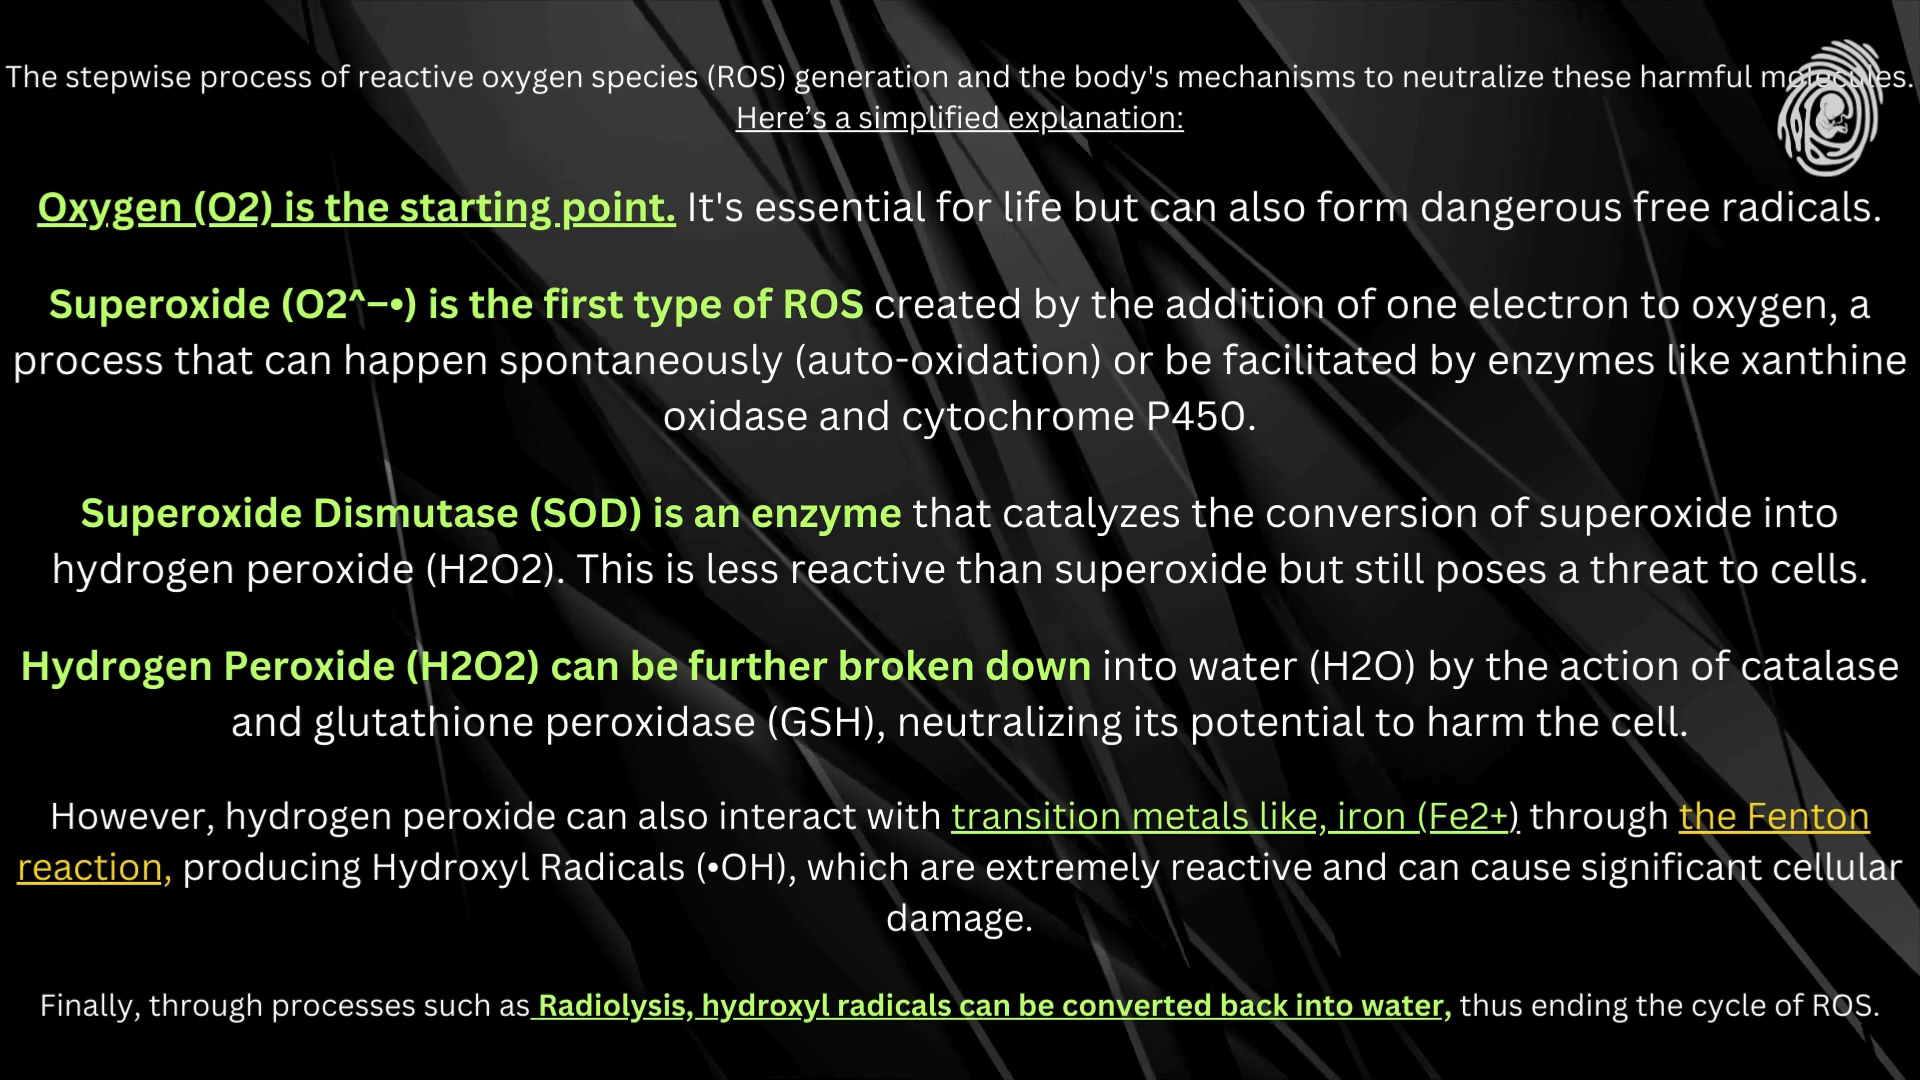 The stepwise process of reactive oxygen species (ROS) generation and the body's mechanisms to neutralize these harmful molecules.
Here’s a simplified explanation:
Oxygen (O2) is the starting point. It's essential for life but can also form dangerous free radicals.
Superoxide (O2^−•) is the first type of ROS created by the addition of one electron to oxygen, a
process that can happen spontaneously (auto-oxidation) or be facilitated by enzymes like xanthine
oxidase and cytochrome P450.
Superoxide Dismutase (SOD) is an enzyme that catalyzes the conversion of superoxide into
hydrogen peroxide (H2O2). This is less reactive than superoxide but still poses a threat to cells.
Hydrogen Peroxide (H2O2) can be further broken down into water (H2O) by the action of catalase
and glutathione peroxidase (GSH), neutralizing its potential to harm the cell.
However, hydrogen peroxide can also interact with transition metals like, iron (Fe2+) through the Fenton
reaction, producing Hydroxyl Radicals (•OH), which are extremely reactive and can cause significant cellular
damage.
Finally, through processes such as Radiolysis, hydroxyl radicals can be converted back into water, thus ending the cycle of ROS.